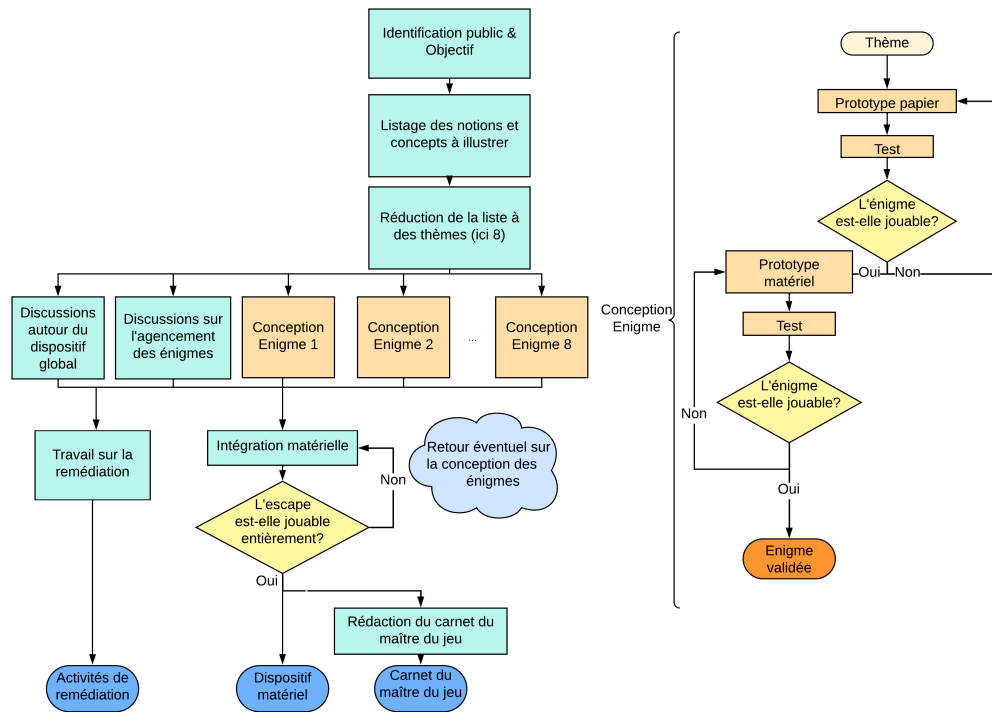 Identification public &
Objectif
Listage des notions et
concepts à illustrer
Réduction de la liste à
des thèmes (ici 8)
Discussions
autour du
dispositif
global
Discussions sur
l'agencement
des énigmes
Conception
Enigme 1
Conception
Enigme 2
...
Conception
Enigme 8
Travail sur la
remédiation
Intégration matérielle
Non
Retour éventuel sur
la conception des
énigmes
L'escape
est-elle jouable
entièrement?
Oui
Rédaction du carnet du
maître du jeu
Activités de
remédiation
Dispositif
matériel
Carnet du
maître du jeu
Conception
Enigme
Thème
Prototype papier
Test
L'énigme
est-elle jouable?
Oui
Non
Prototype
matériel
Test
L'énigme
est-elle jouable?
Non
Oui
Enigme
validée